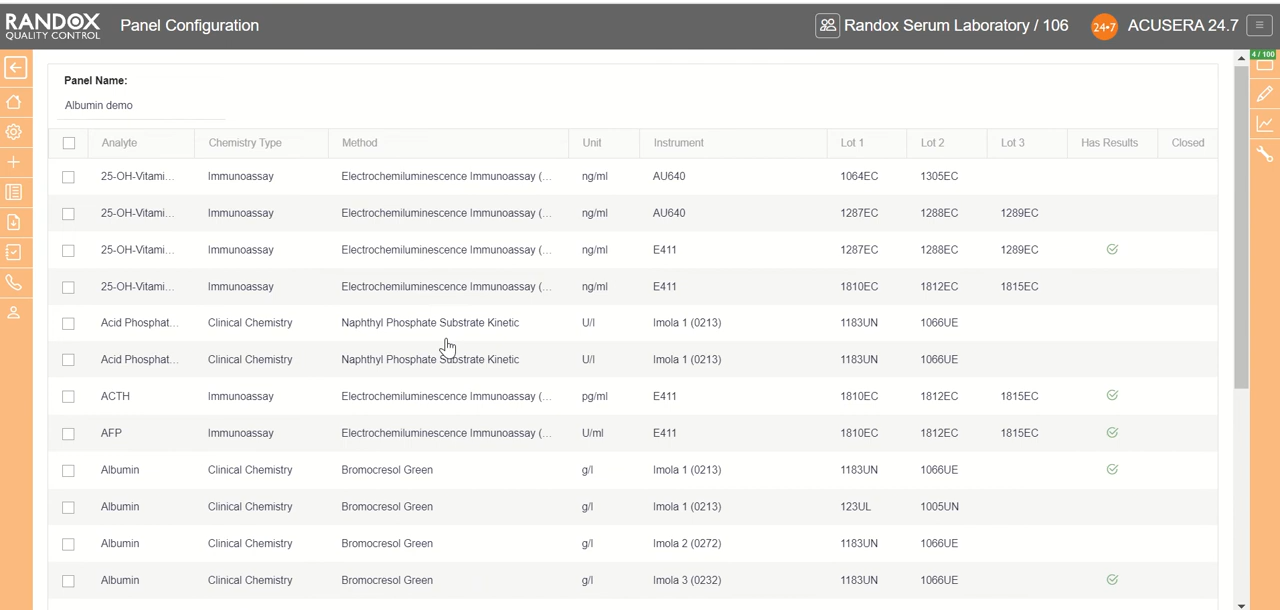 RANDOX
QUALITY CONTROL
Panel Configuration
Randox Serum Laboratory / 106
24•7
ACUSERA 24.7
4 / 100
Panel Name:
Albumin demo
Analyte Chemistry Type Method Unit Instrument Lot 1 Lot 2 Lot 3 Has Results Closed
25-OH-Vitami... Immunoassay Electrochemiluminescence Immunoassay (... ng/ml AU640 1064EC 1305EC
25-OH-Vitami... Immunoassay Electrochemiluminescence Immunoassay (... ng/ml AU640 1287EC 1288EC 1289EC
25-OH-Vitami... Immunoassay Electrochemiluminescence Immunoassay (... ng/ml E411 1287EC 1288EC 1289EC
25-OH-Vitami... Immunoassay Electrochemiluminescence Immunoassay (... ng/ml E411 1810EC 1812EC 1815EC
Acid Phosphat... Clinical Chemistry Naphthyl Phosphate Substrate Kinetic U/l Imola 1 (0213) 1183UN 1066UE
Acid Phosphat... Clinical Chemistry Naphthyl Phosphate Substrate Kinetic U/l Imola 1 (0213) 1183UN 1066UE
ACTH Immunoassay Electrochemiluminescence Immunoassay (... pg/ml E411 1810EC 1812EC 1815EC
AFP Immunoassay Electrochemiluminescence Immunoassay (... U/ml E411 1810EC 1812EC 1815EC
Albumin Clinical Chemistry Bromocresol Green g/l Imola 1 (0213) 1183UN 1066UE
Albumin Clinical Chemistry Bromocresol Green g/l Imola 1 (0213) 123UL 1005UN
Albumin Clinical Chemistry Bromocresol Green g/l Imola 2 (0272) 1183UN 1066UE
Albumin Clinical Chemistry Bromocresol Green g/l Imola 3 (0232) 1183UN 1066UE